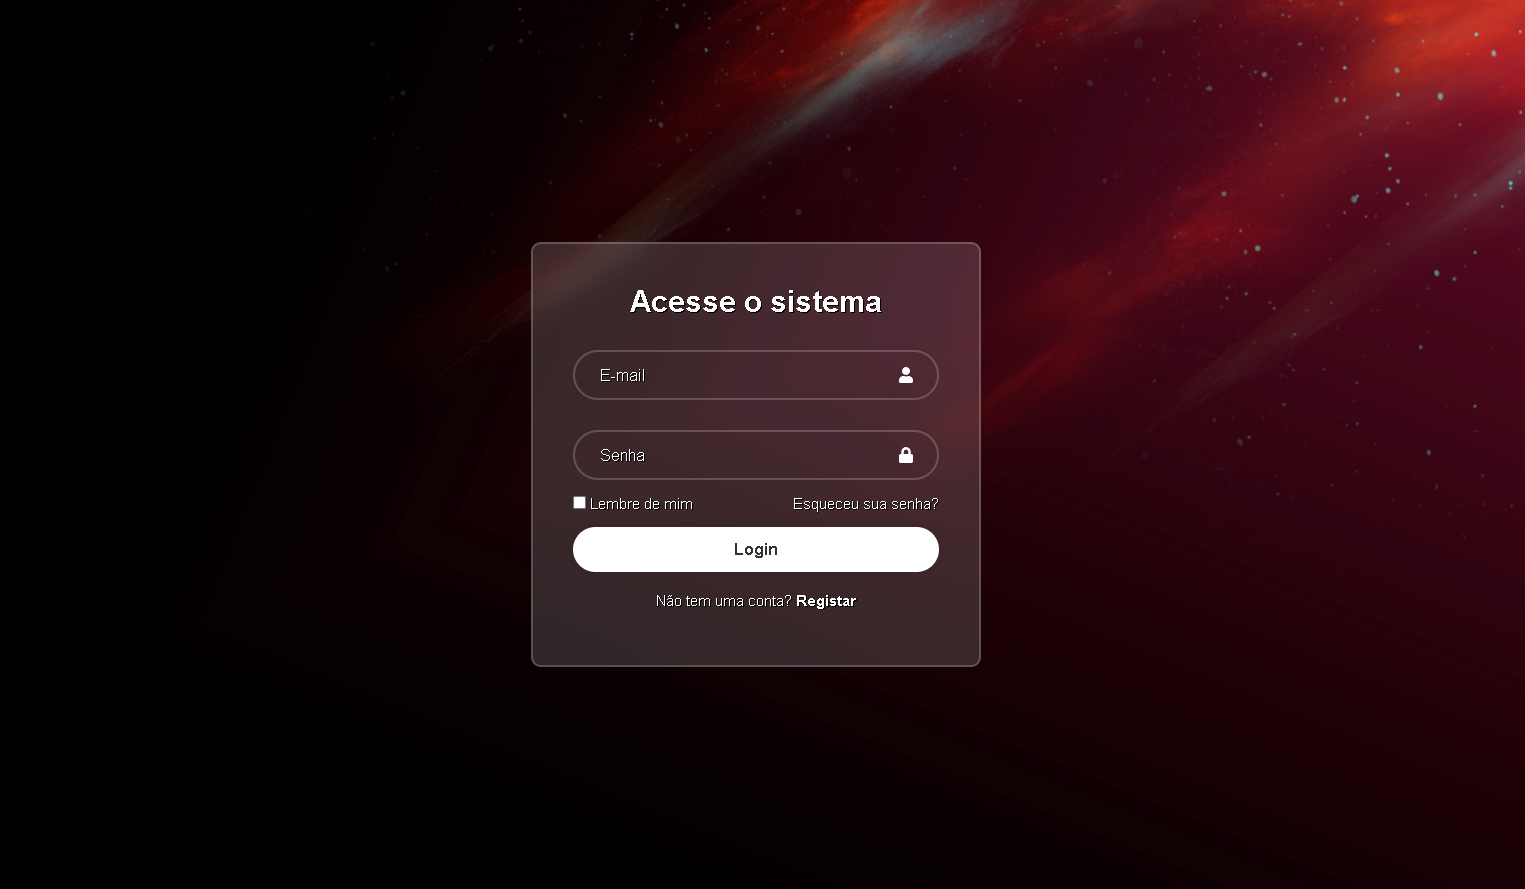 Acesse o sistema
E-mail
Senha
Lembre de mim Esqueceu sua senha?
Login
Não tem uma conta? Registar